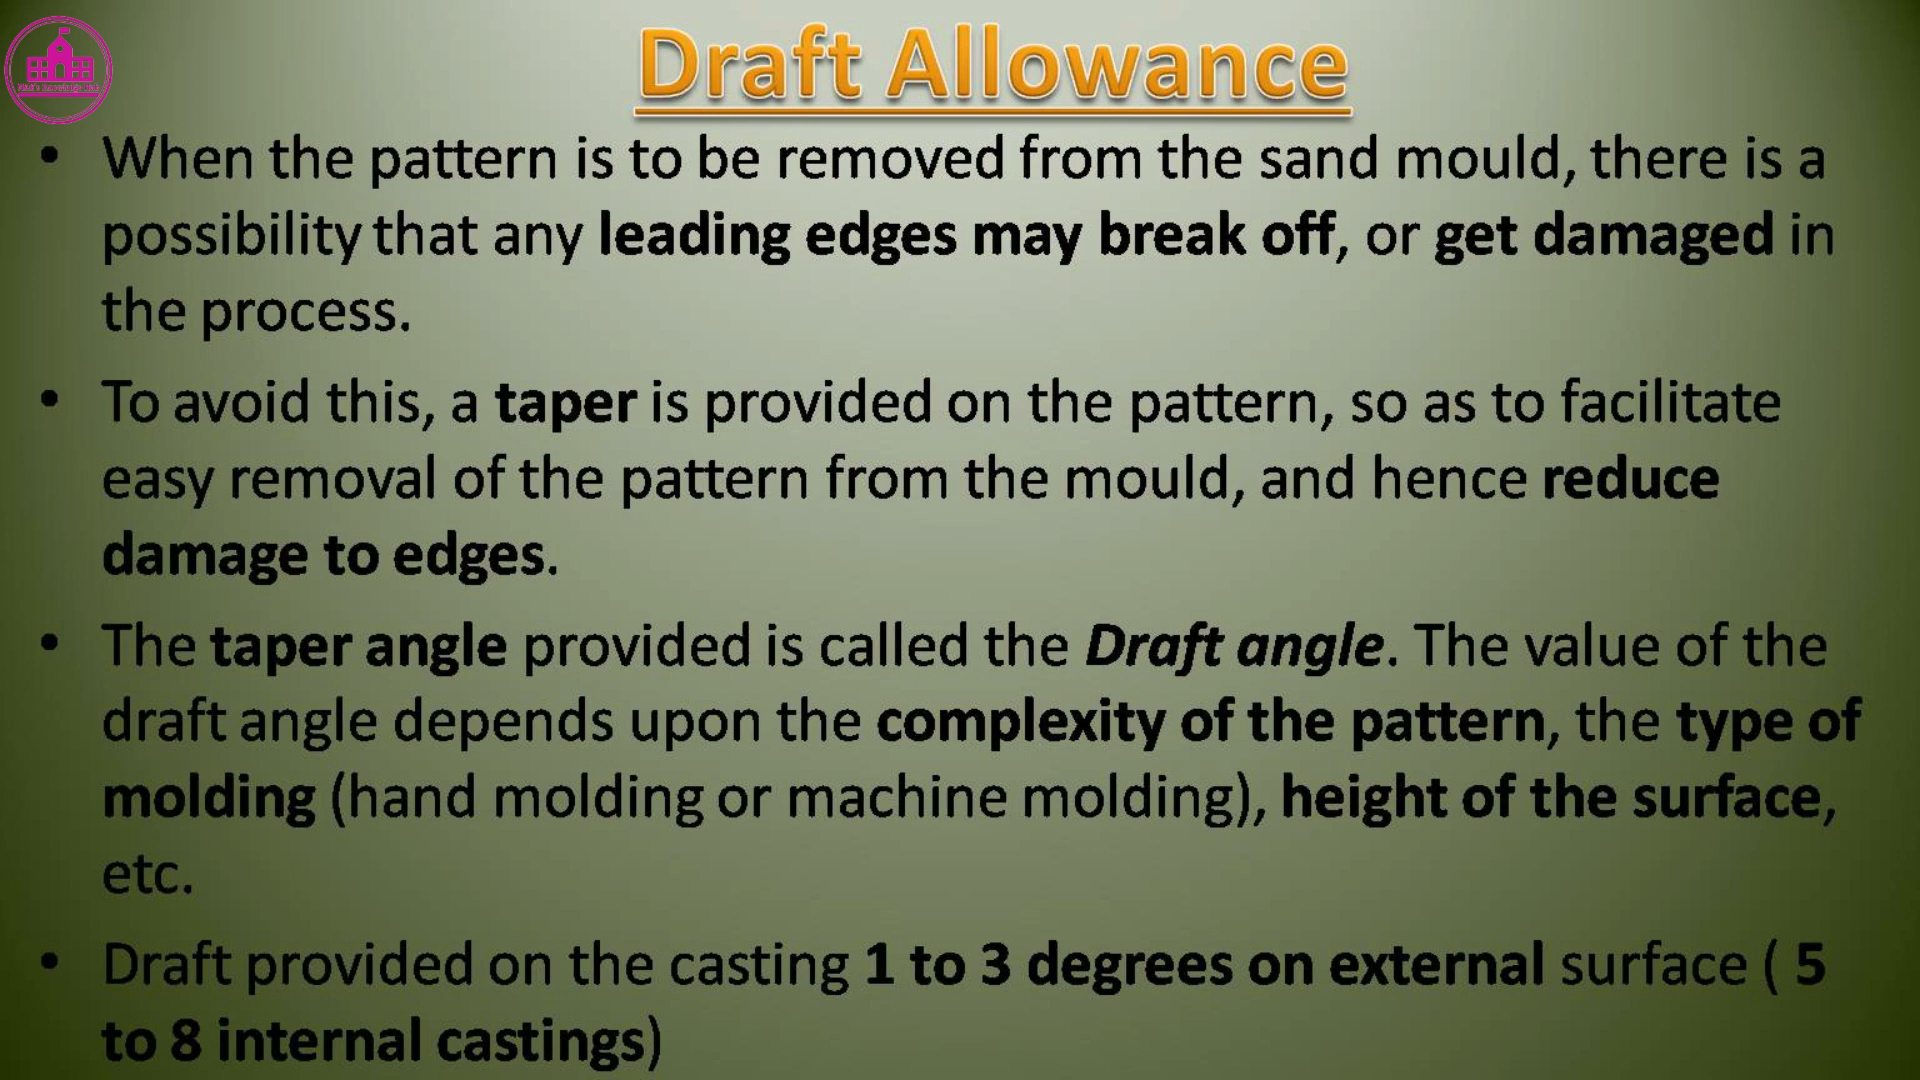 Draft Allowance
• When the pattern is to be removed from the sand mould, there is a
possibility that any leading edges may break off, or get damaged in
the process.
• To avoid this, a taper is provided on the pattern, so as to facilitate
easy removal of the pattern from the mould, and hence reduce
damage to edges.
• The taper angle provided is called the Draft angle. The value of the
draft angle depends upon the complexity of the pattern, the type of
molding (hand molding or machine molding), height of the surface,
etc.
• Draft provided on the casting 1 to 3 degrees on external surface ( 5
to 8 internal castings)